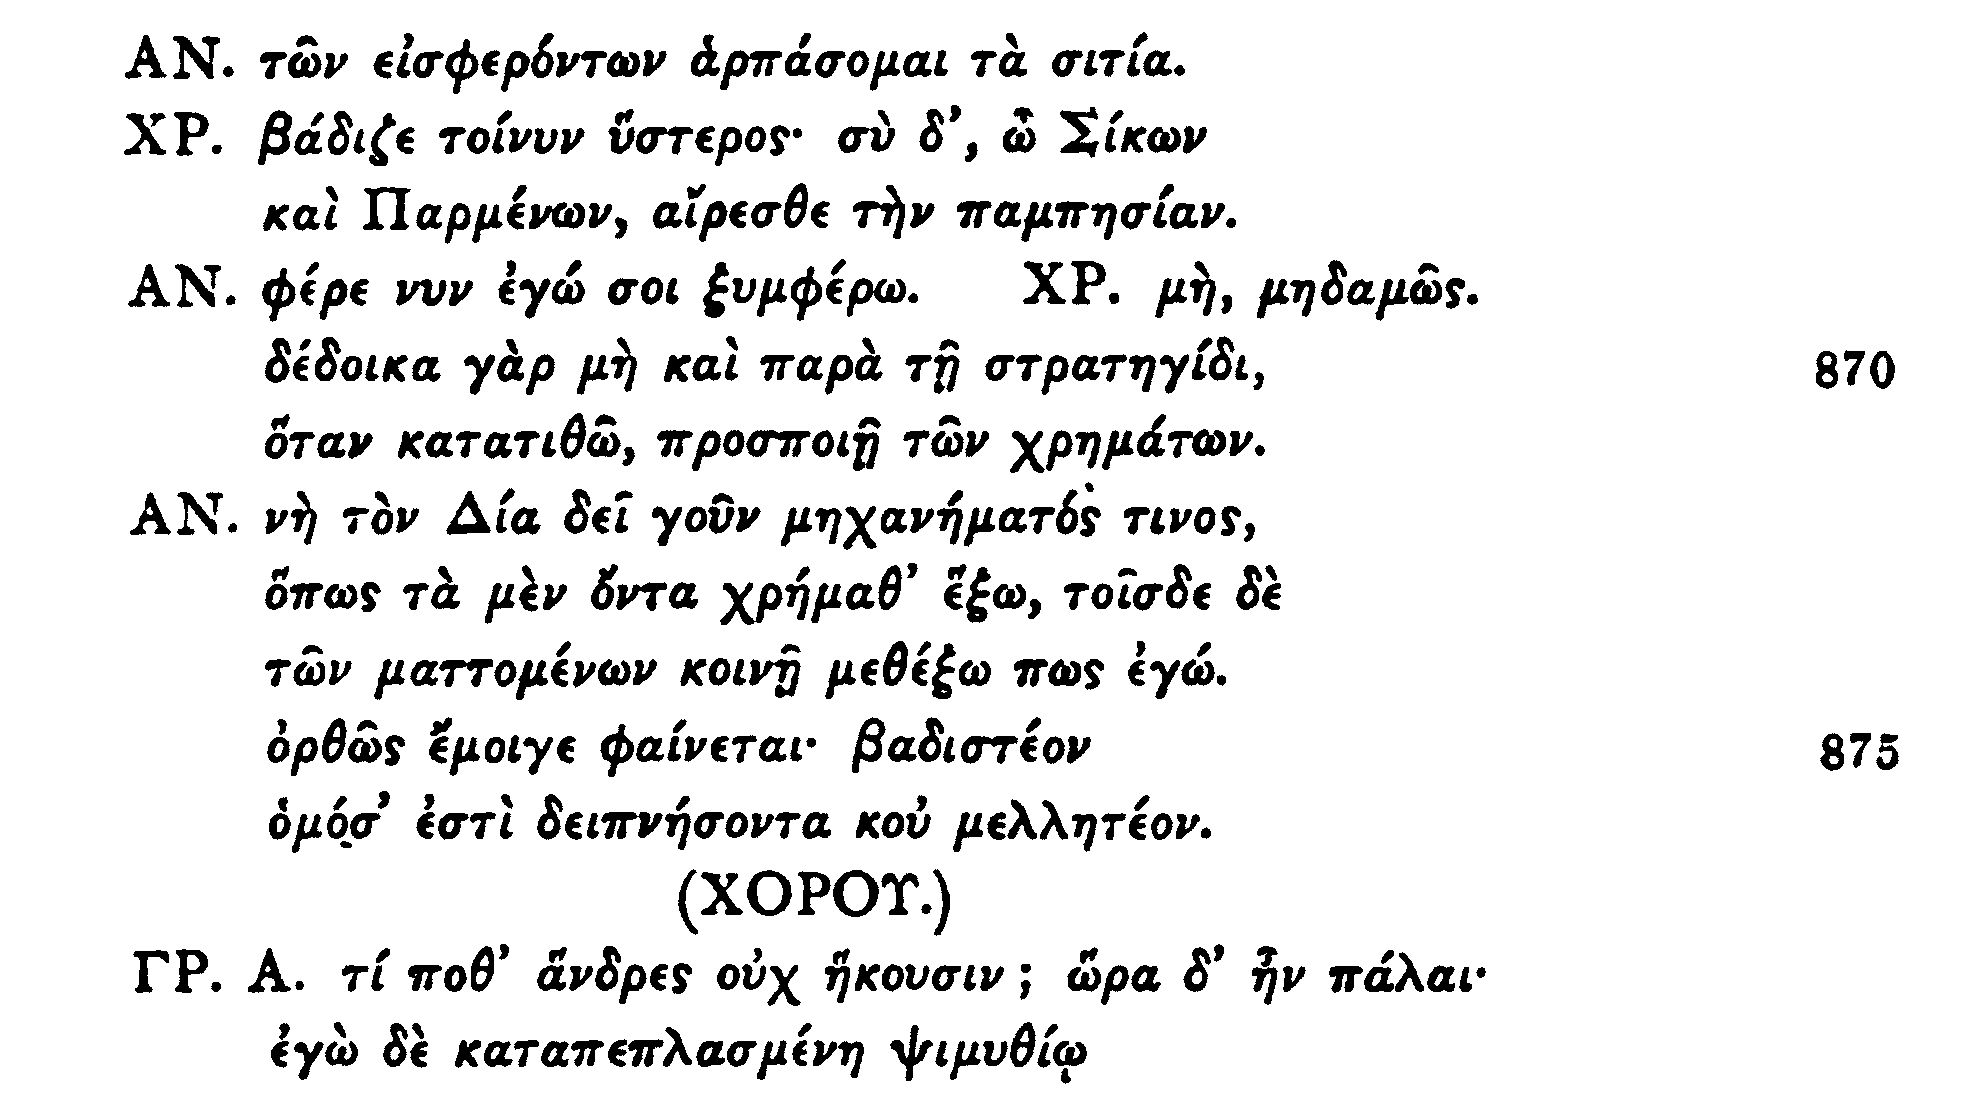 ΑΝ. τῶν εἰσφερόντων ἁρπάσομαι τὰ σιτία.
ΧΡ. βάδιζε τοίνυν ὕστερος· σὺ δ', ὦ Σίκων
καὶ Παρμένων, αἴρεσθε τὴν παμπησίαν.
ΑΝ. φέρε νυν ἐγώ σοι ξυμφέρω. ΧΡ. μὴ, μηδαμῶς.
δέδοικα γὰρ μὴ καὶ παρὰ τῇ στρατηγίδι, 870
ὅταν κατατιθῶ, προσποιῇ τῶν χρημάτων.
ΑΝ. νὴ τὸν Δία δεῖ γοῦν μηχανήματός τινος,
ὅπως τὰ μὲν ὄντα χρήμαθ' ἕξω, τοῖσδε δὲ
τῶν ματτομένων κοινῇ μεθέξω πως ἐγώ.
ὀρθῶς ἔμοιγε φαίνεται· βαδιστέον 875
ὁμόσ' ἐστὶ δειπνήσοντα κοὐ μελλητέον.
(ΧΟΡΟΥ.)
ΓΡ. Α. τί ποθ' ἅνδρες οὐχ ἥκουσιν; ὥρα δ' ἦν πάλαι·
ἐγὼ δὲ καταπεπλασμένη ψιμυθίῳ